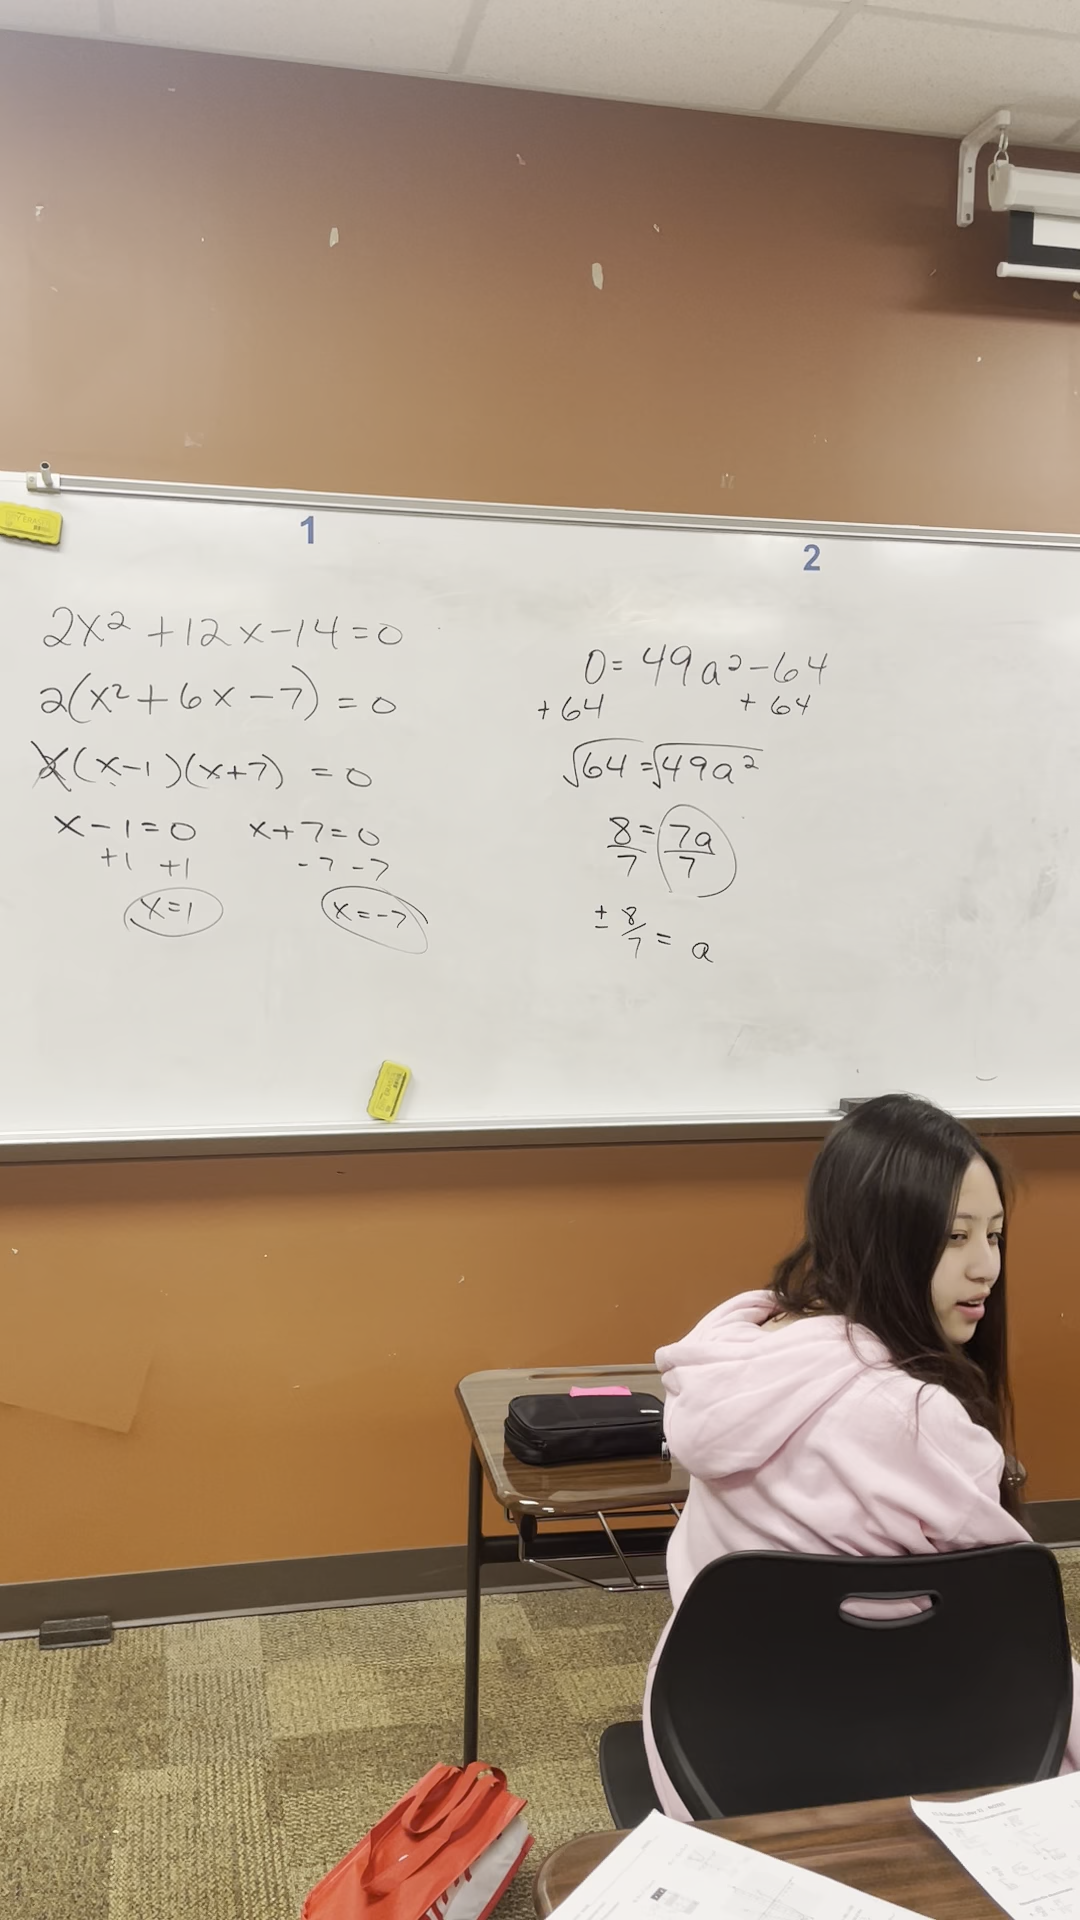 1
2x² + 12x - 14 = 0
2(x² + 6x - 7) = 0
2(x-1)(x+7) = 0
x - 1 = 0 x + 7 = 0
+1 +1 -7 -7
x=1 x=-7
2
0 = 49a² - 64
+64 +64
√64 = √49a²
8/7 = 7a/7
± 8/7 = a